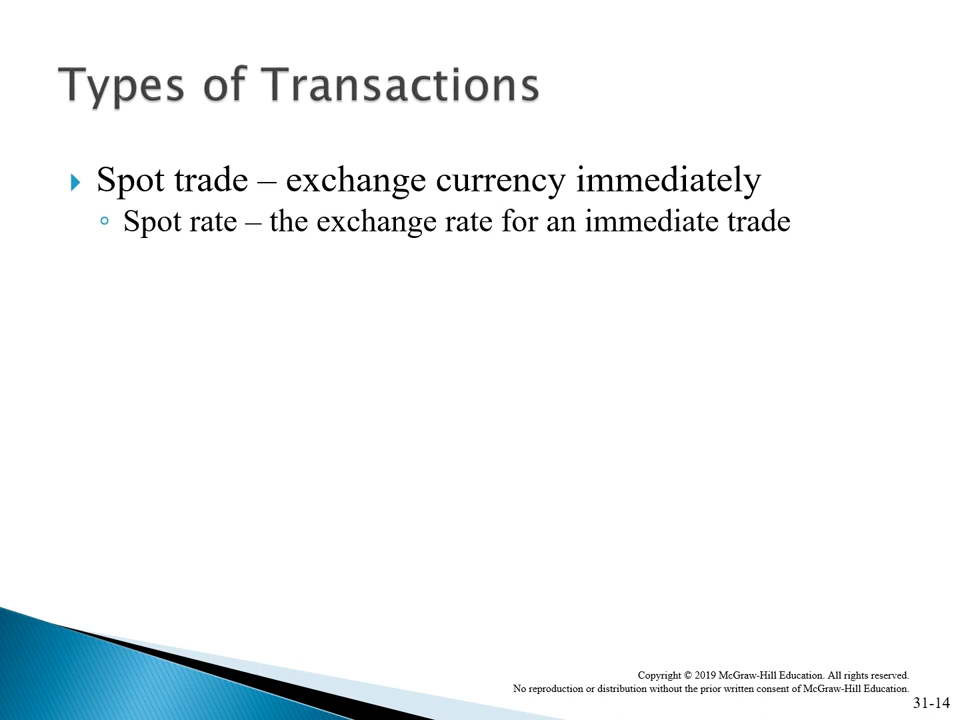 Types of Transactions
Spot trade – exchange currency immediately
Spot rate – the exchange rate for an immediate trade
Copyright © 2019 McGraw-Hill Education. All rights reserved.
No reproduction or distribution without the prior written consent of McGraw-Hill Education.
31-14